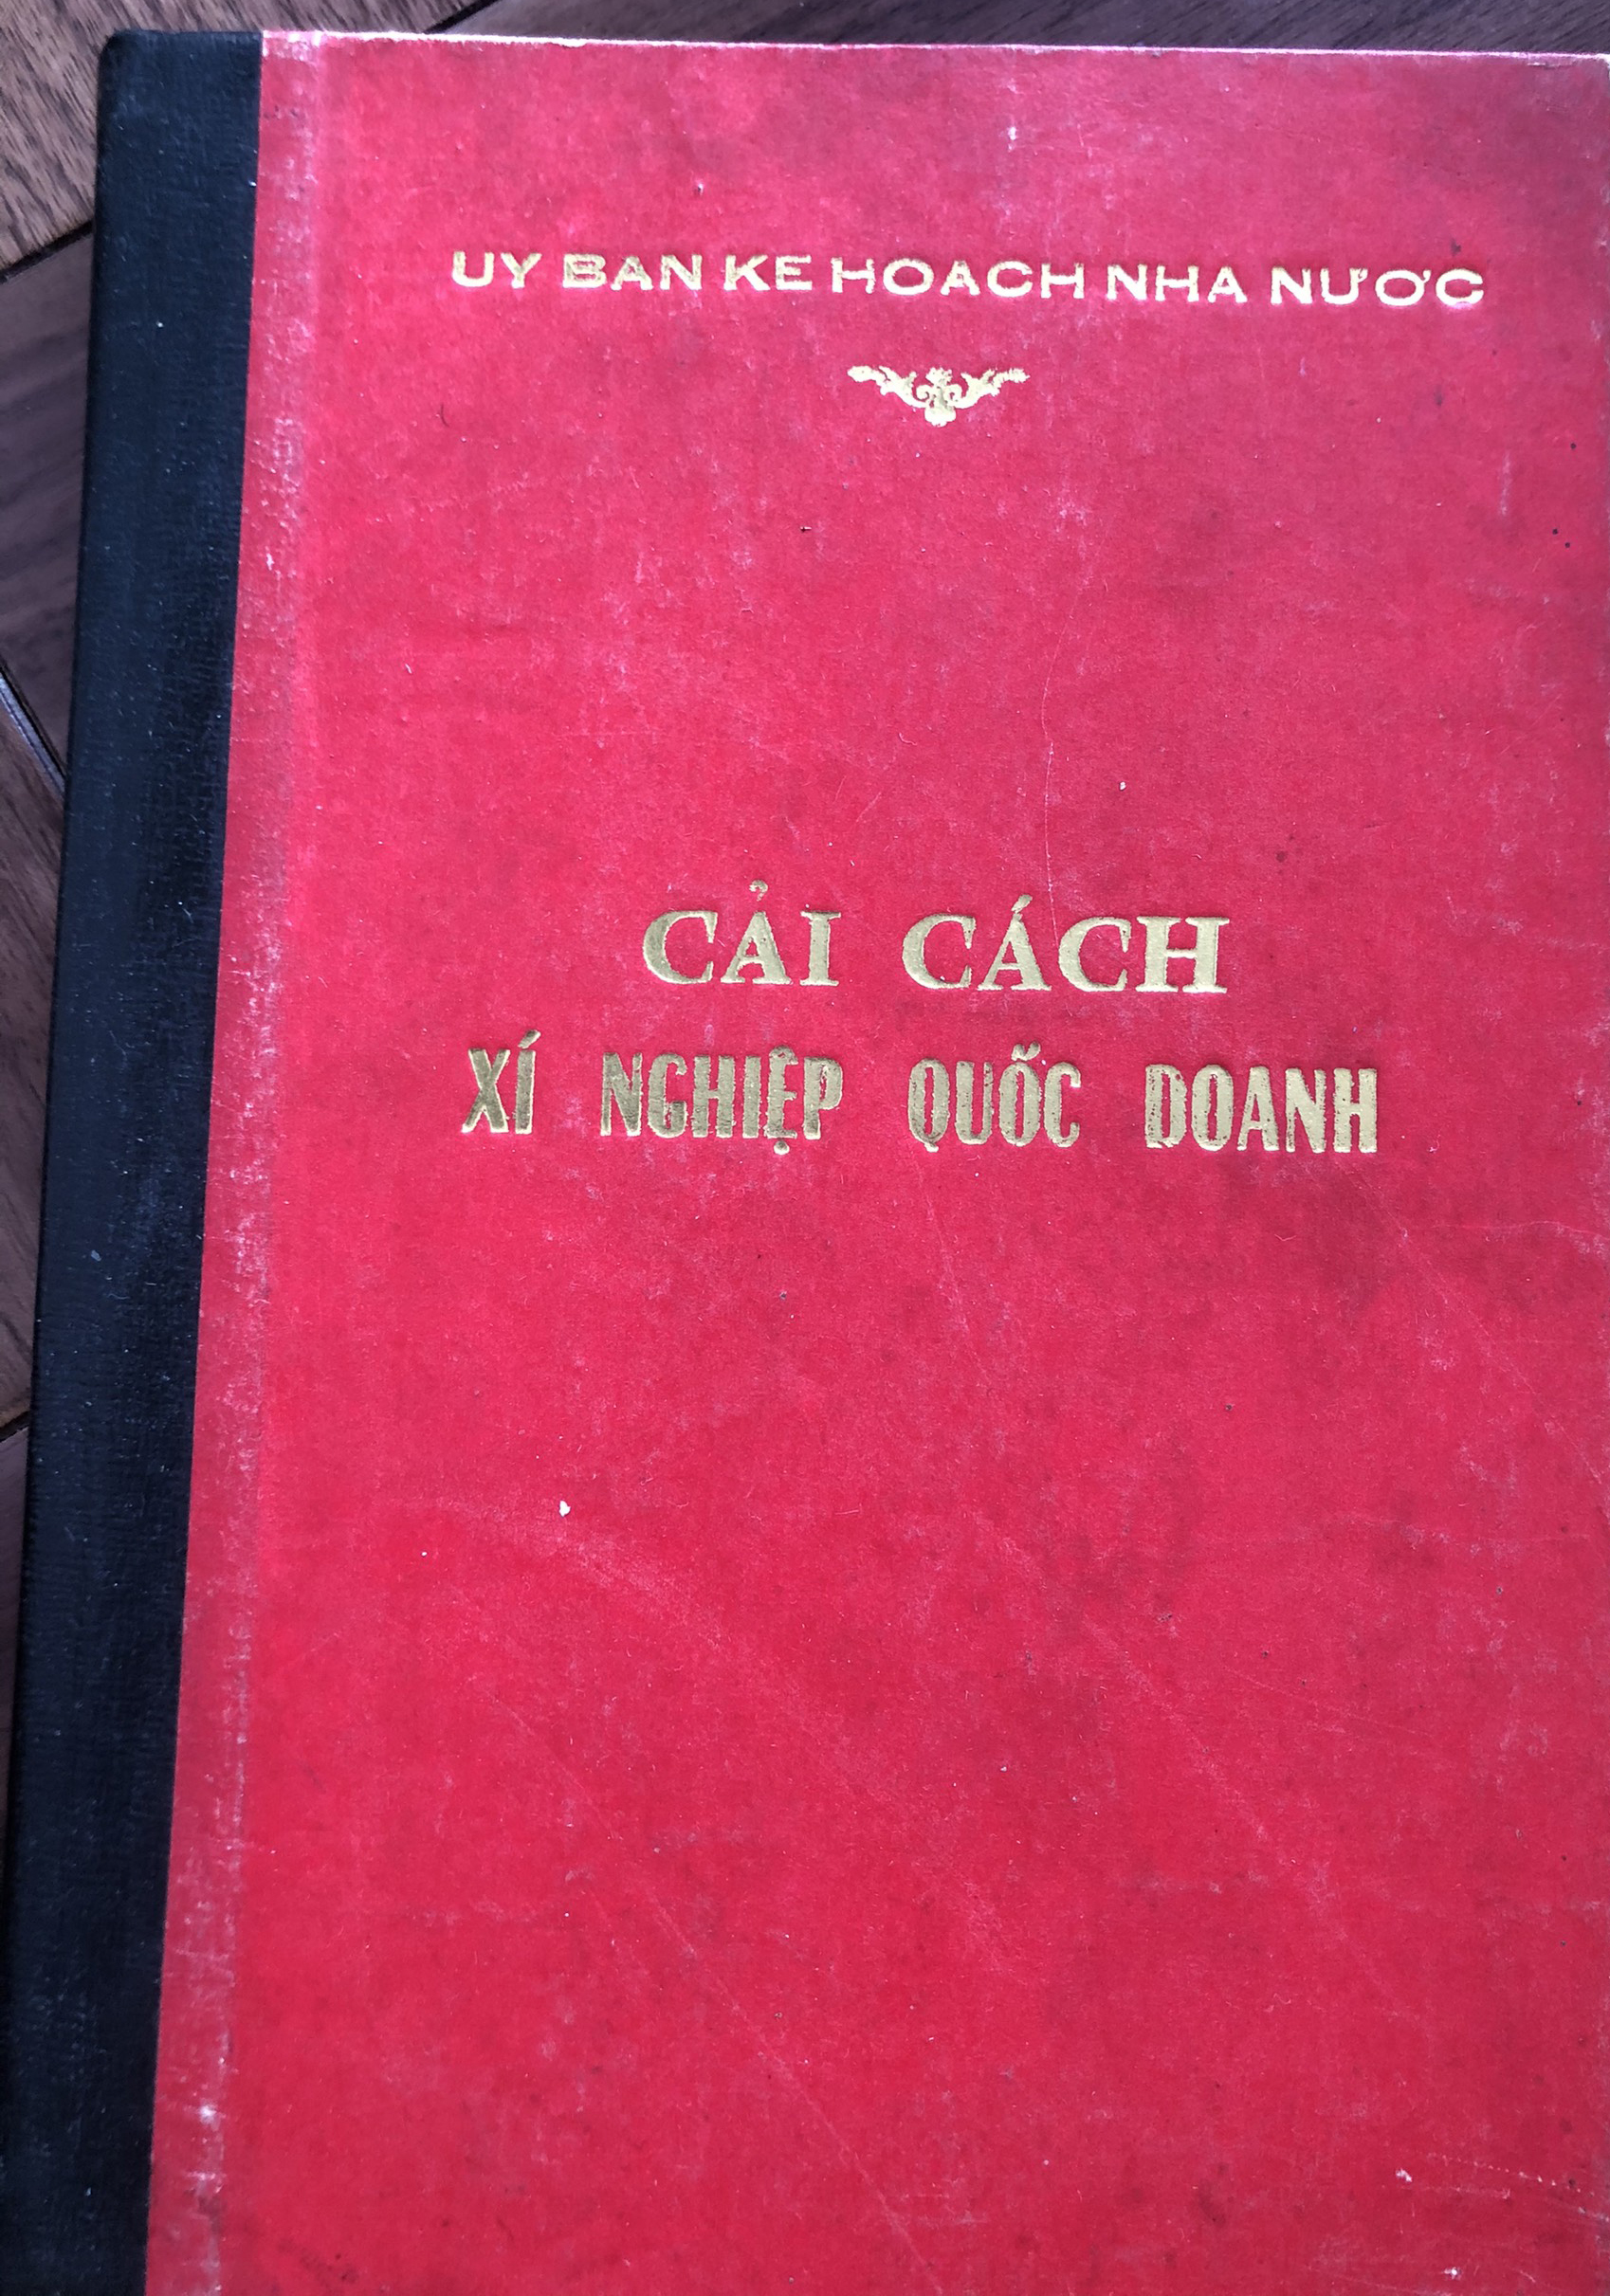 UY BAN KE HOACH NHA NƯƠC
CẢI CÁCH
XÍ NGHIỆP QUỐC DOANH